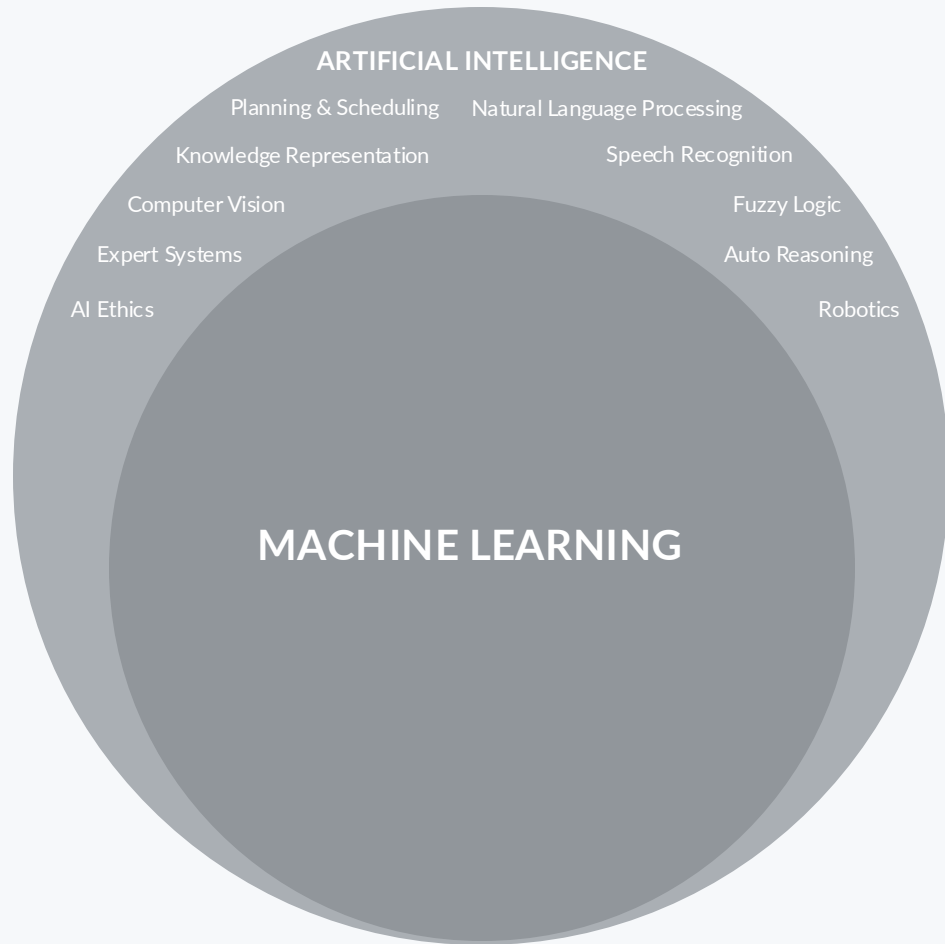 ARTIFICIAL INTELLIGENCE
Planning & Scheduling
Natural Language Processing
Knowledge Representation
Speech Recognition
Computer Vision
Fuzzy Logic
Expert Systems
Auto Reasoning
AI Ethics
Robotics
MACHINE LEARNING